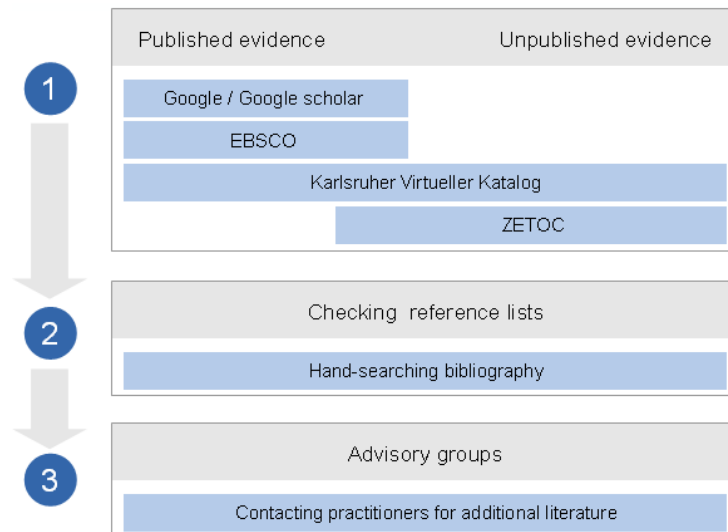 Published evidence
Unpublished evidence
1
Google / Google scholar
EBSCO
Karlsruher Virtueller Katalog
ZETOC
2
Checking reference lists
Hand-searching bibliography
3
Advisory groups
Contacting practitioners for additional literature